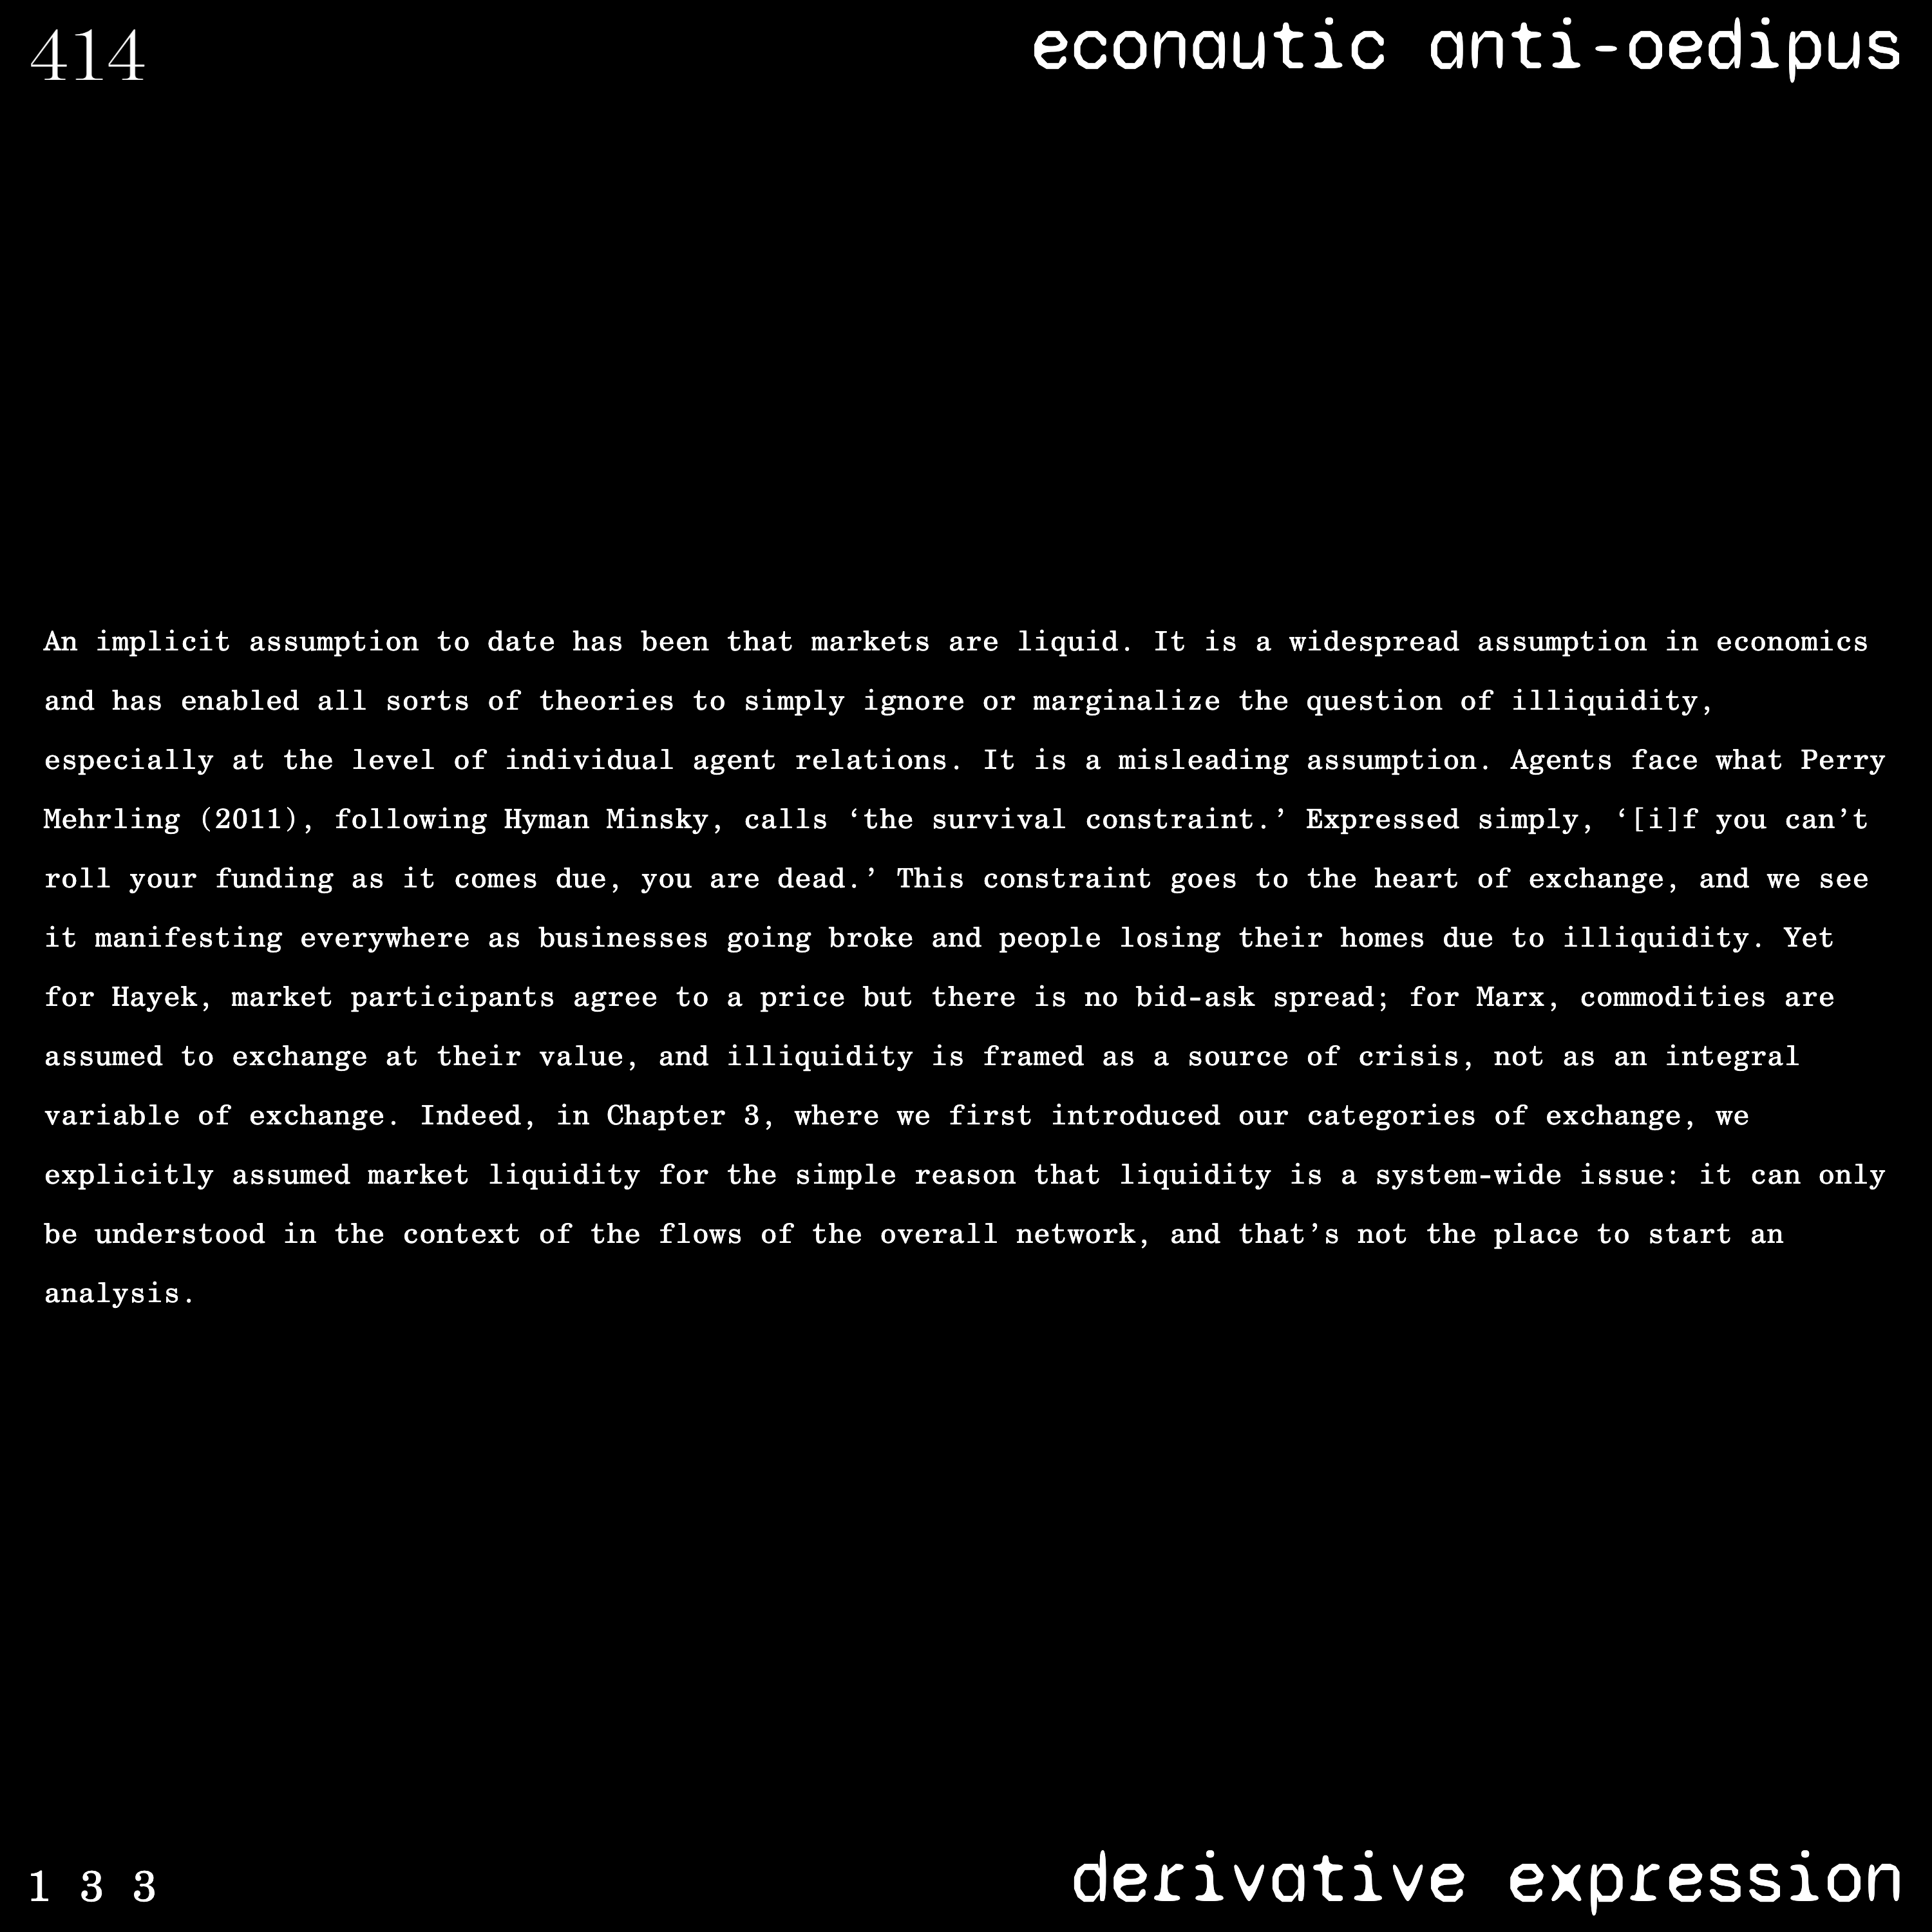 414
econautic anti-oedipus
An implicit assumption to date has been that markets are liquid. It is a widespread assumption in economics
and has enabled all sorts of theories to simply ignore or marginalize the question of illiquidity,
especially at the level of individual agent relations. It is a misleading assumption. Agents face what Perry
Mehrling (2011), following Hyman Minsky, calls ‘the survival constraint.’ Expressed simply, ‘[i]f you can’t
roll your funding as it comes due, you are dead.’ This constraint goes to the heart of exchange, and we see
it manifesting everywhere as businesses going broke and people losing their homes due to illiquidity. Yet
for Hayek, market participants agree to a price but there is no bid-ask spread; for Marx, commodities are
assumed to exchange at their value, and illiquidity is framed as a source of crisis, not as an integral
variable of exchange. Indeed, in Chapter 3, where we first introduced our categories of exchange, we
explicitly assumed market liquidity for the simple reason that liquidity is a system-wide issue: it can only
be understood in the context of the flows of the overall network, and that’s not the place to start an
analysis.
1 3 3
derivative expression